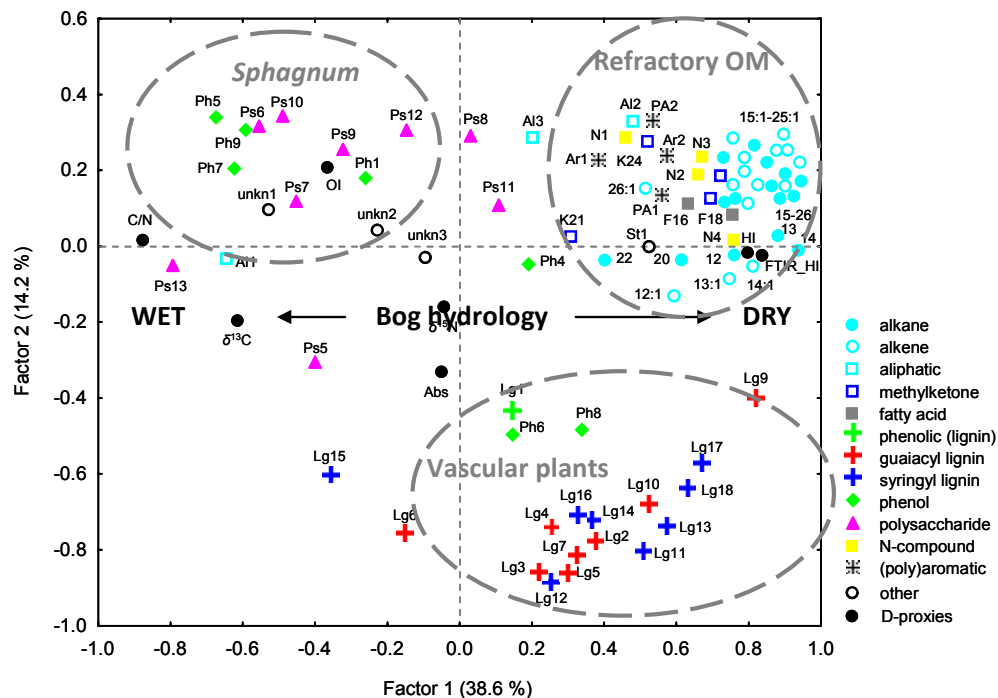 0.6
0.4
0.2
0.0
-0.2
-0.4
-0.6
-0.8
-1.0
Factor 2 (14.2 %)
Sphagnum
Refractory OM
Ph5
Ps6
Ps10
Ph9
Ps9
Ps12
Ps8
Al3
Ph7
Ps7
OI
Ph1
unkn1
unkn2
unkn3
Ps11
C/N
Ps13
Al1
Al2
PA2
15:1-25:1
N1
Ar2
N3
Ar1
K24
N2
26:1
PA1
F16
F18
15-26
K21
St1
N4
HI
13
14
Ph4
22
20
12
FTIR_HI
12:1
13:1
14:1
WET
Bog hydrology
DRY
δ13C
δ15N
Ps5
Abs
Lg1
Lg9
Ph6
Ph8
Vascular plants
Lg15
Lg17
Lg18
Lg6
Lg16
Lg10
Lg4
Lg14
Lg13
Lg7
Lg2
Lg11
Lg3
Lg5
Lg12
-1.0 -0.8 -0.6 -0.4 -0.2 0.0 0.2 0.4 0.6 0.8 1.0
Factor 1 (38.6 %)
alkane
alkene
aliphatic
methylketone
fatty acid
phenolic (lignin)
guaiacyl lignin
syringyl lignin
phenol
polysaccharide
N-compound
(poly)aromatic
other
D-proxies